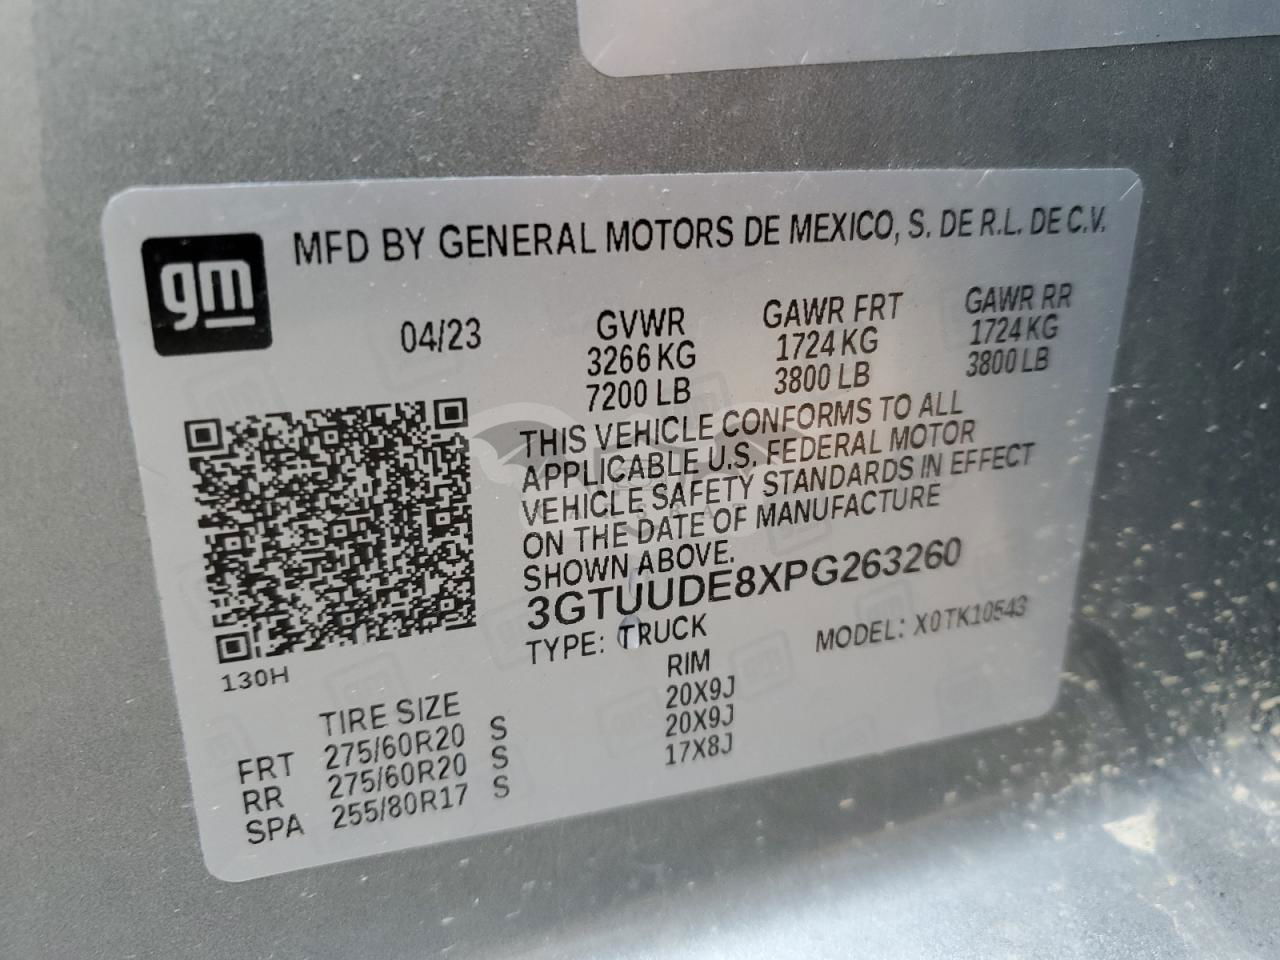 gm
MFD BY GENERAL MOTORS DE MEXICO, S. DE R.L. DE C.V.
04/23
GVWR GAWR FRT GAWR RR
3266 KG 1724 KG 1724 KG
7200 LB 3800 LB 3800 LB
THIS VEHICLE CONFORMS TO ALL
APPLICABLE U.S. FEDERAL MOTOR
VEHICLE SAFETY STANDARDS IN EFFECT
ON THE DATE OF MANUFACTURE
SHOWN ABOVE.
3GTUUDE8XPG263260
TYPE: TRUCK MODEL: X0TK10543
130H
TIRE SIZE RIM
FRT 275/60R20 S 20X9J
RR 275/60R20 S 20X9J
SPA 255/80R17 S 17X8J